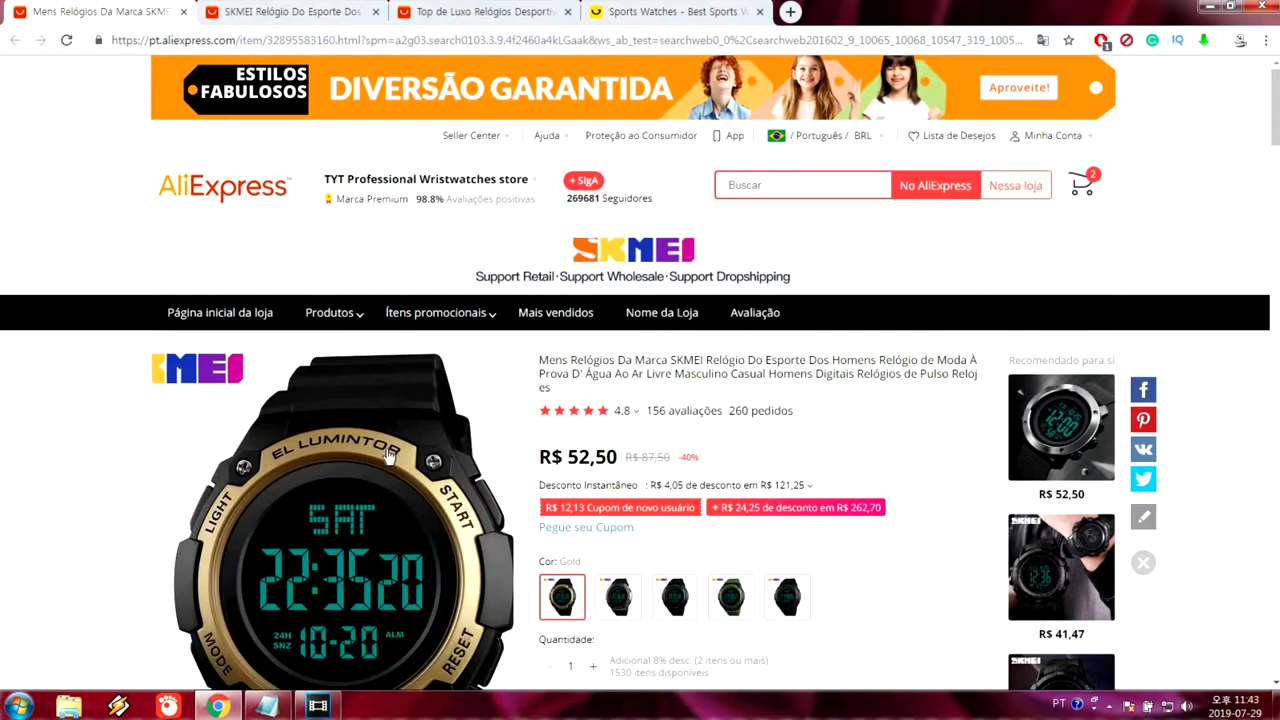 Mens Relógios Da Marca SKME
SKMEI Relógio Do Esporte Dos
Top de Luxo Relógios Desporti
Sports Watches - Best Sports
https://pt.aliexpress.com/item/32895583160.html?spm=a2g03.search0103.3.9.4f2460a4kLGaak&ws_ab_test=searchweb0_0%2Csearchweb201602_9_10065_10068_10547_319_1005...
ESTILOS
FABULOSOS
DIVERSÃO GARANTIDA
Aproveite!
Seller Center
Ajuda
Proteção ao Consumidor
App
/ Português / BRL
Lista de Desejos
Minha Conta
AliExpress
TYT Professional Wristwatches store
Marca Premium 98.8% Avaliações positivas
+ SIgA
269681 Seguidores
Buscar
No AliExpress
Nessa loja
2
SKMEI
Support Retail·Support Wholesale·Support Dropshipping
Página inicial da loja
Produtos
Ítens promocionais
Mais vendidos
Nome da Loja
Avaliação
KMEI
EL LUMINTOR
LIGHT
START
MODE
RESET
SAT
22:35 20
24H
SNZ
10-20
ALM
Mens Relógios Da Marca SKMEI Relógio Do Esporte Dos Homens Relógio de Moda À
Prova D' Água Ao Ar Livre Masculino Casual Homens Digitais Relógios de Pulso Reloj
es
4.8 156 avaliações 260 pedidos
R$ 52,50 R$ 87,50 -40%
Desconto Instantâneo : R$ 4,05 de desconto em R$ 121,25
R$ 12,13 Cupom de novo usuário
+ R$ 24,25 de desconto em R$ 262,70
Pegue seu Cupom
Cor: Gold
Quantidade:
1
Adicional 8% desc. (2 itens ou mais)
1530 itens disponíveis
Recomendado para si
R$ 52,50
SKMEI
R$ 41,47
SKMEI
PT
오후 11:43
2019-07-29